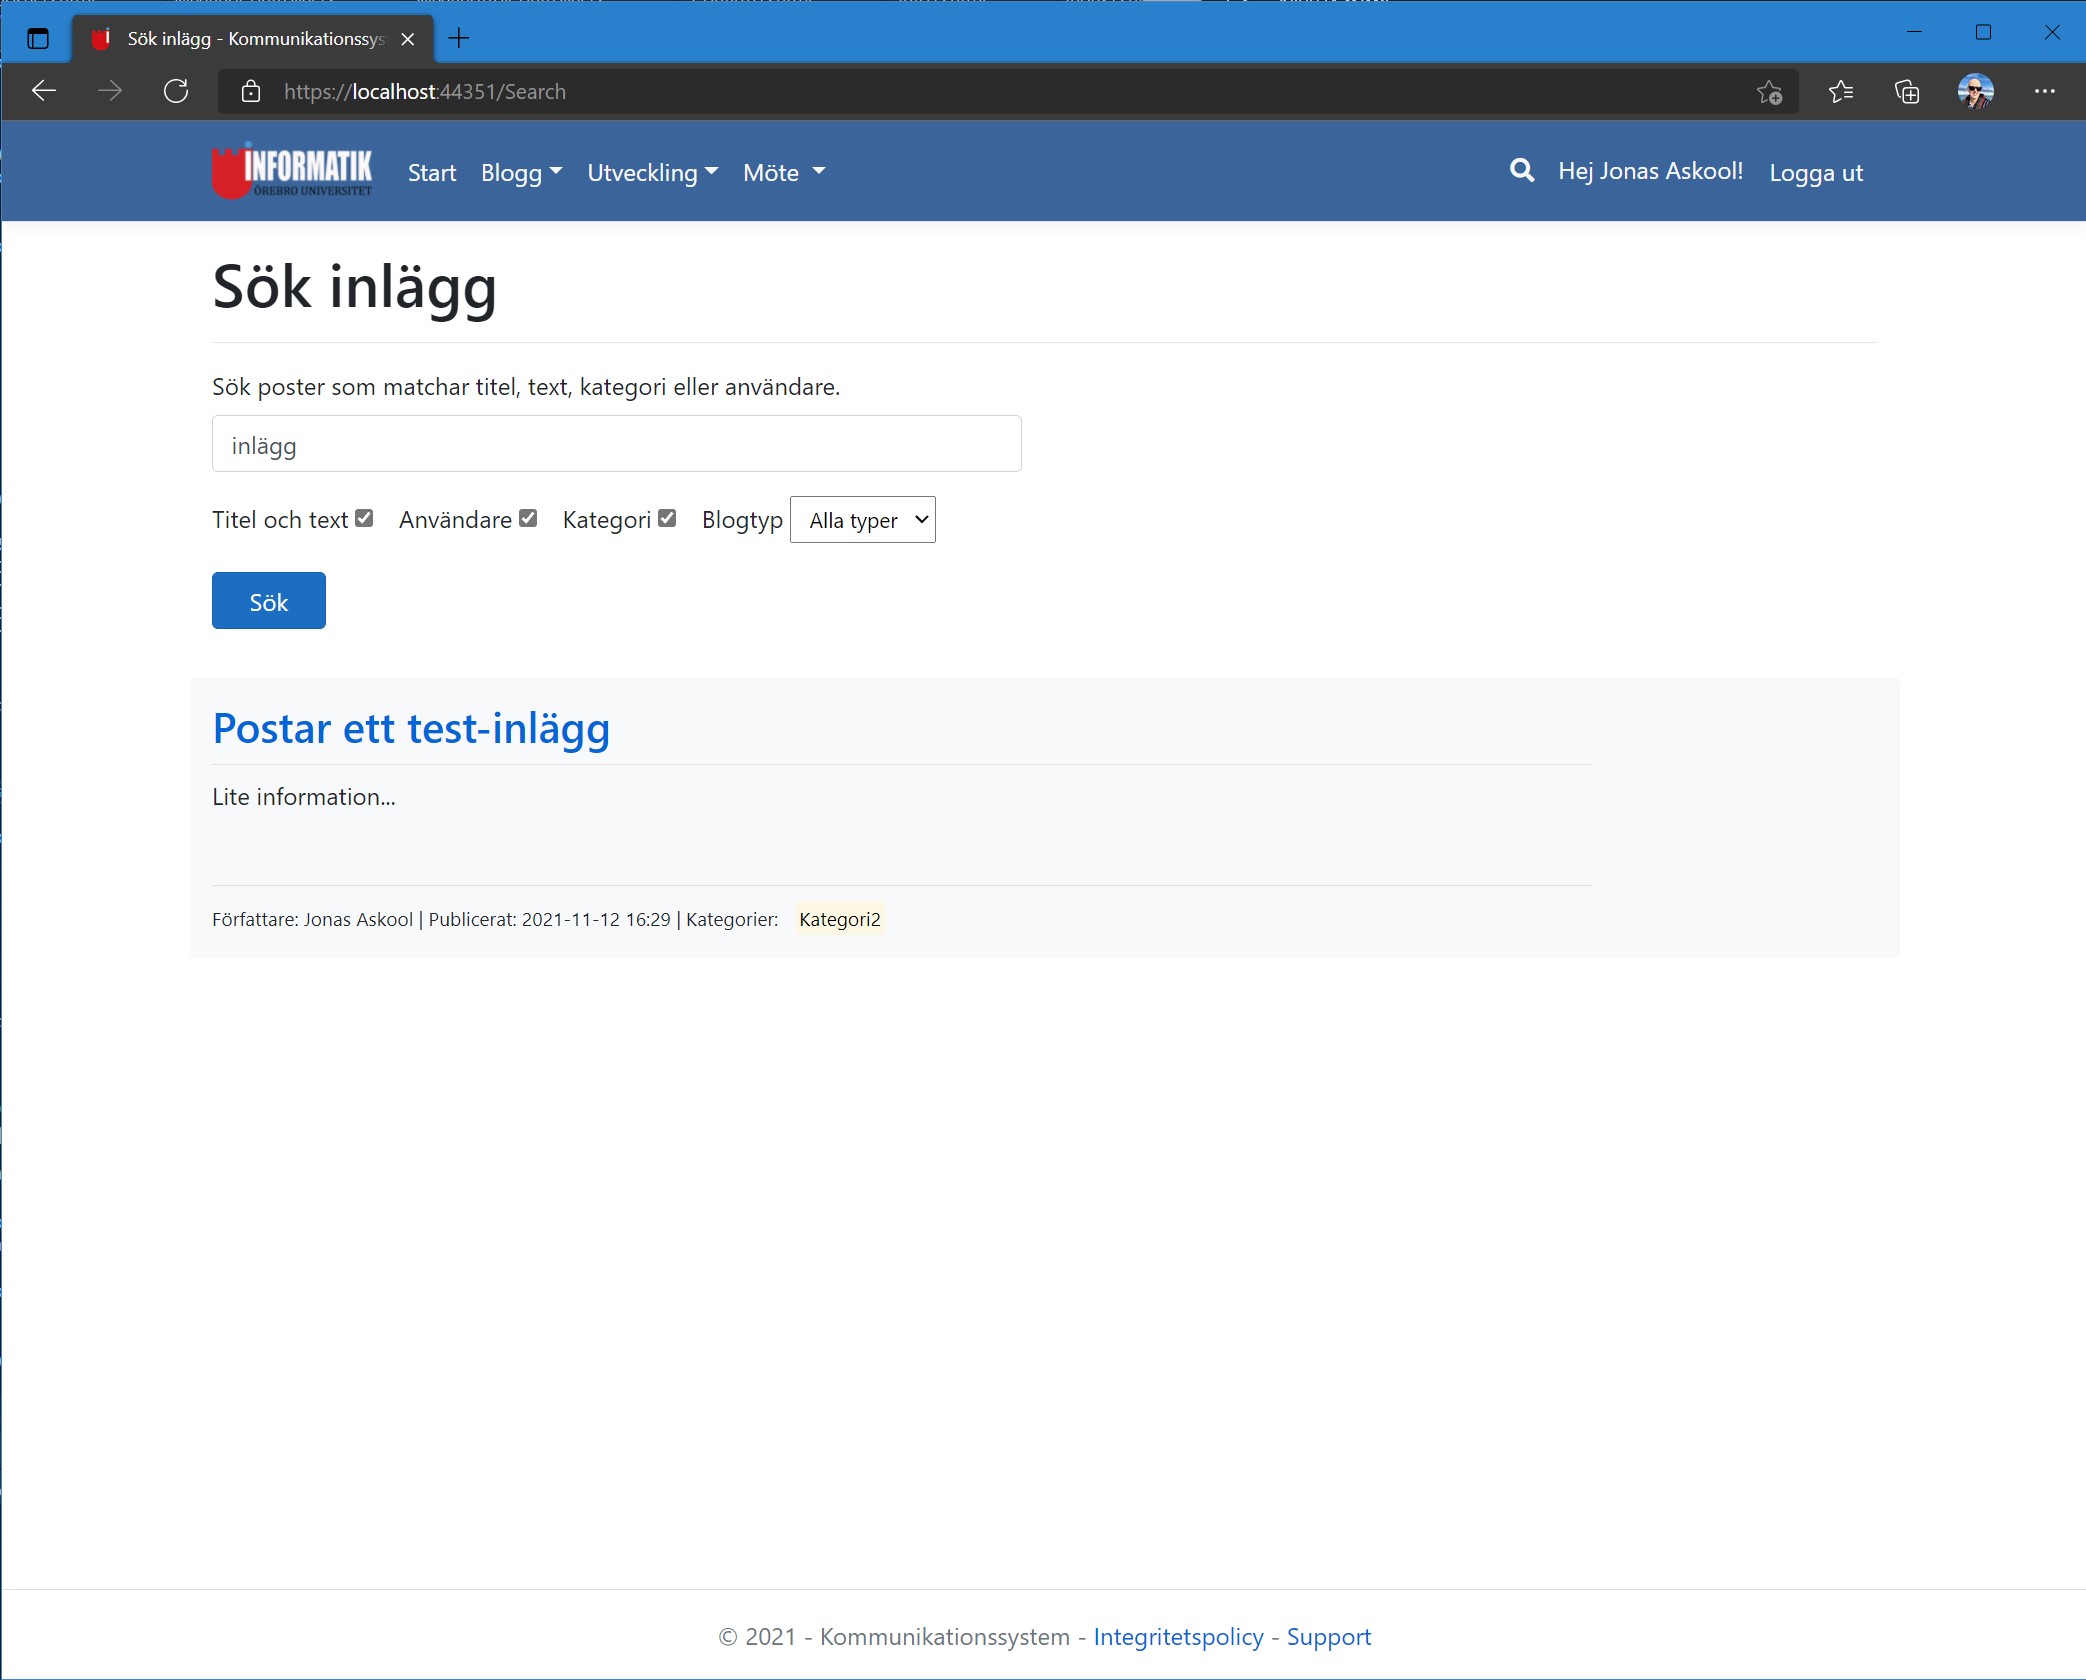 Sök inlägg - Kommunikationssys
https://localhost:44351/Search
INFORMATIK
ÖREBRO UNIVERSITET
Start Blogg Utveckling Möte Hej Jonas Askool! Logga ut
Sök inlägg
Sök poster som matchar titel, text, kategori eller användare.
inlägg
Titel och text Användare Kategori Blogtyp Alla typer
Sök
Postar ett test-inlägg
Lite information...
Författare: Jonas Askool | Publicerat: 2021-11-12 16:29 | Kategorier: Kategori2
© 2021 - Kommunikationssystem - Integritetspolicy - Support